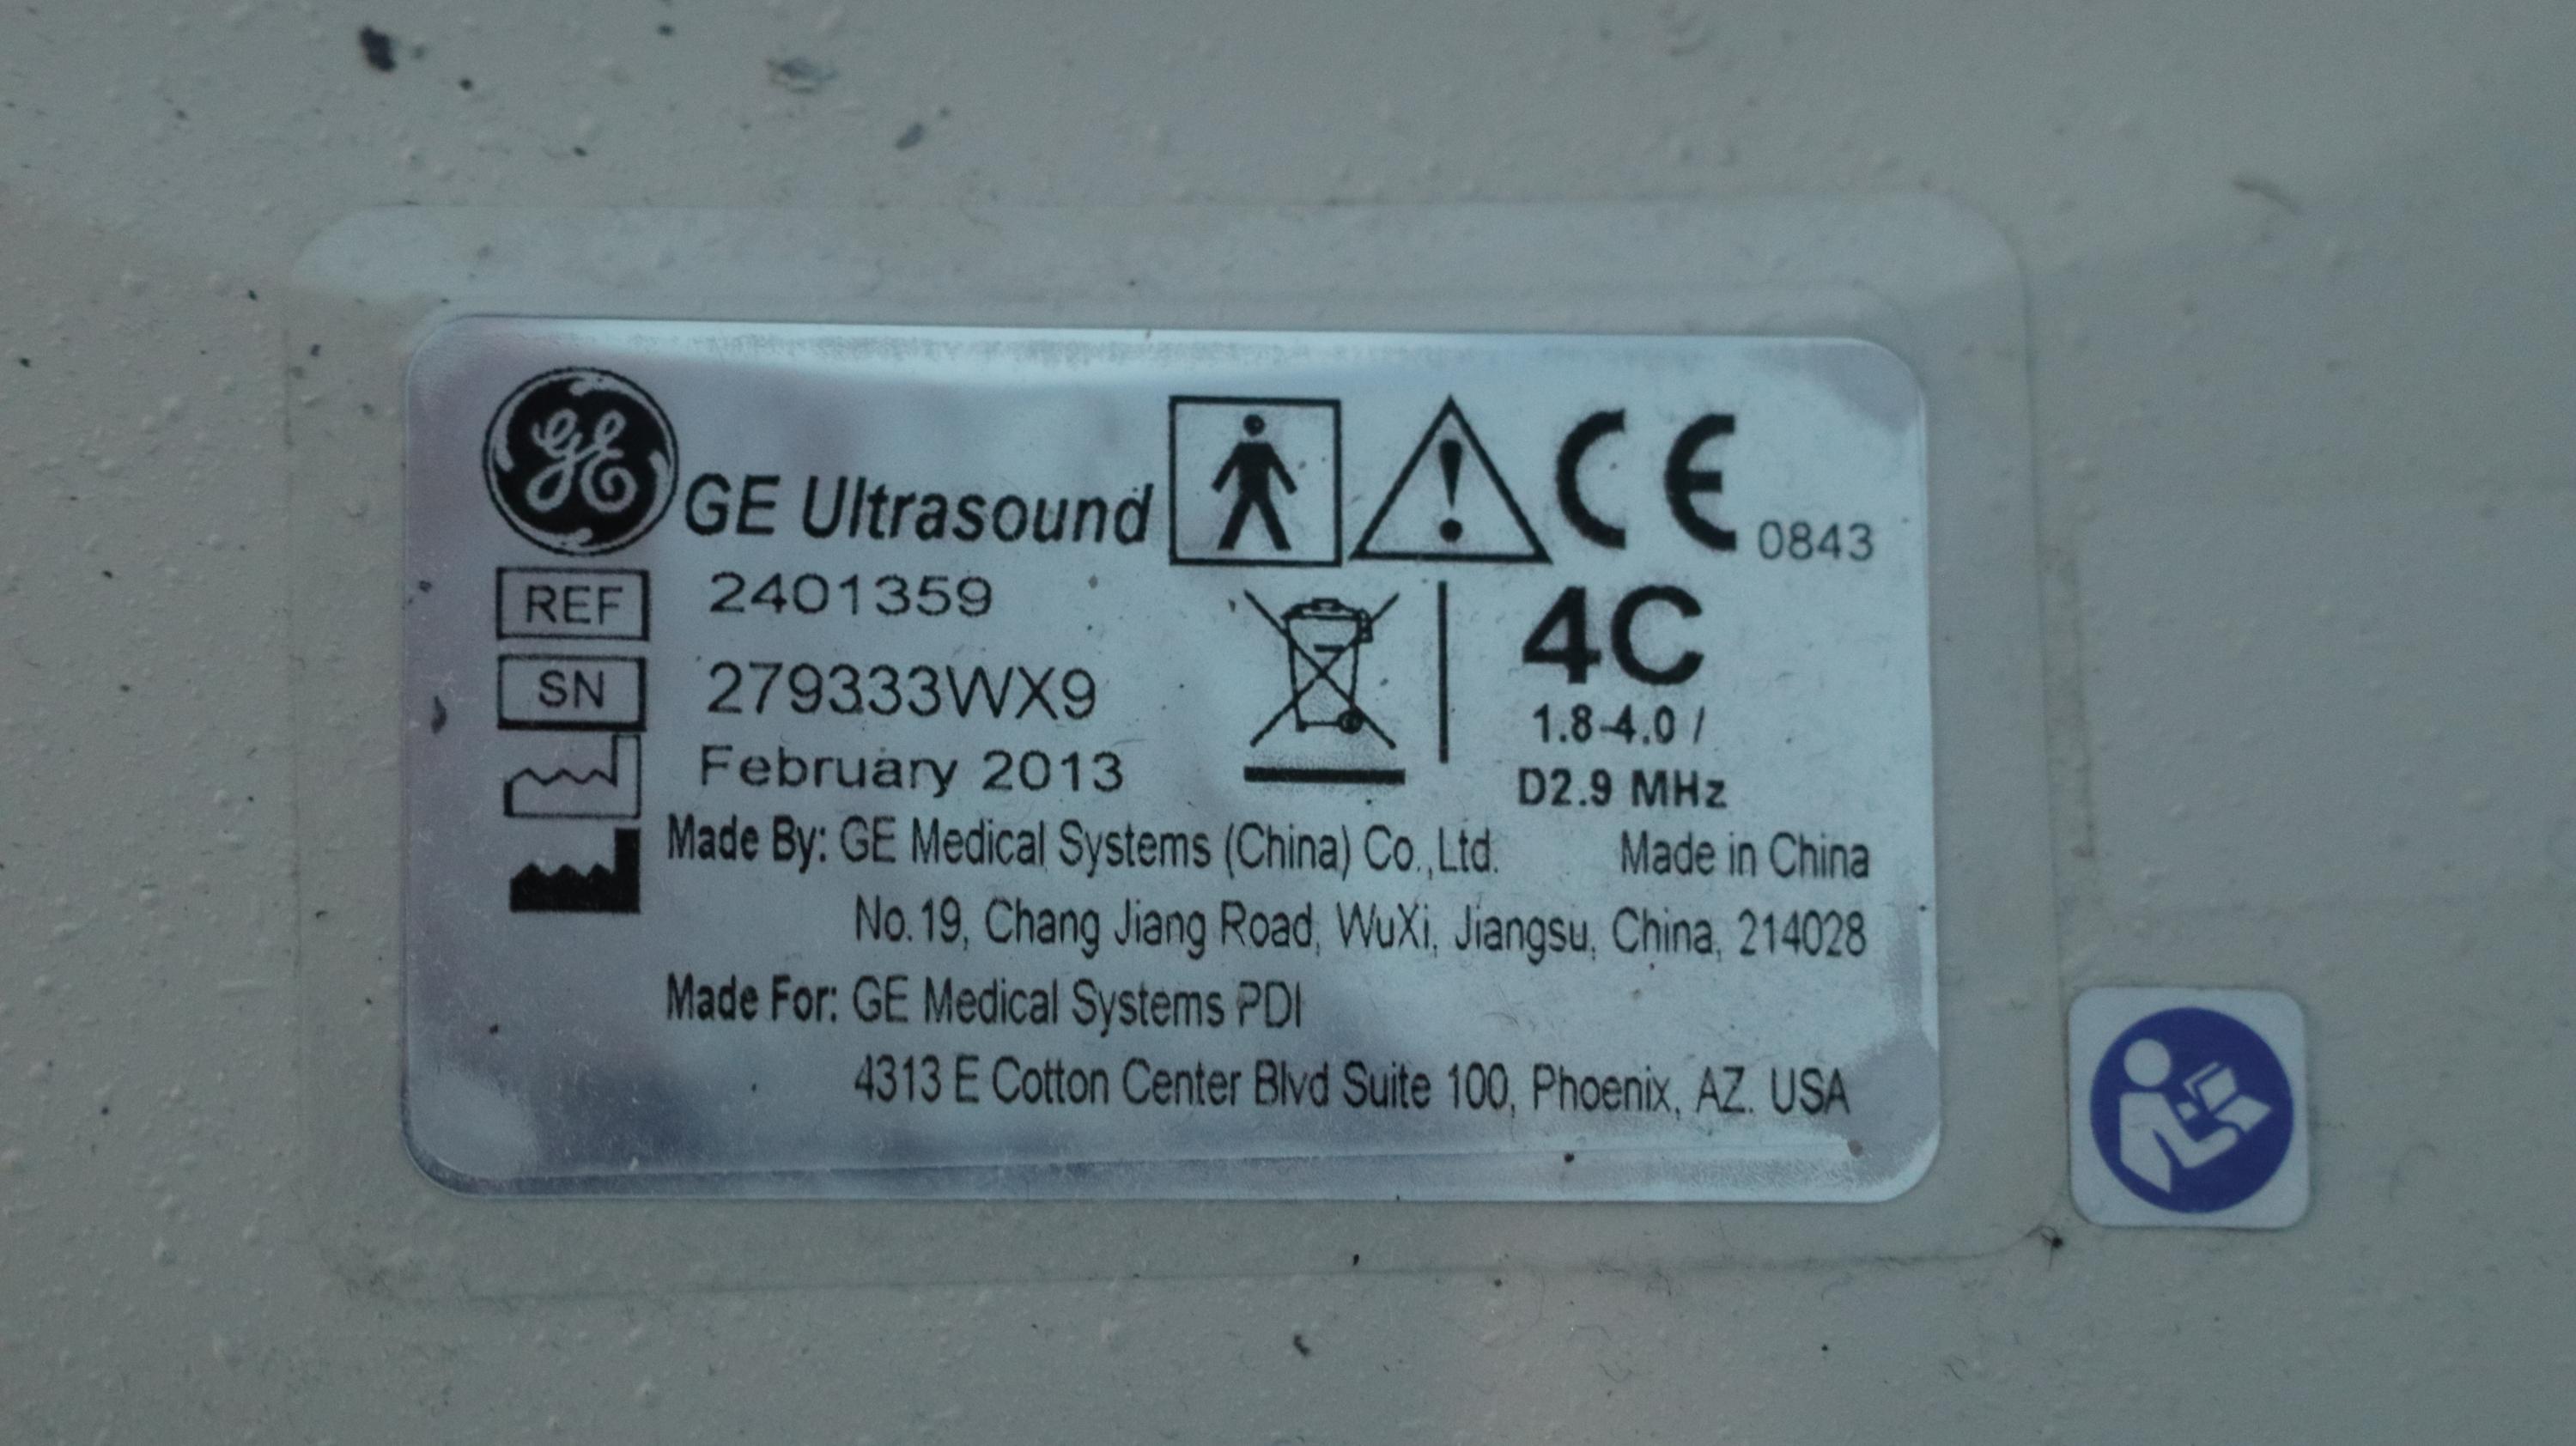 GE
GE Ultrasound
CE 0843
REF 2401359
SN 279333WX9
February 2013
4C
1.8-4.0 /
D2.9 MHz
Made By: GE Medical Systems (China) Co.,Ltd. Made in China
No.19, Chang Jiang Road, WuXi, Jiangsu, China, 214028
Made For: GE Medical Systems PDI
4313 E Cotton Center Blvd Suite 100, Phoenix, AZ. USA